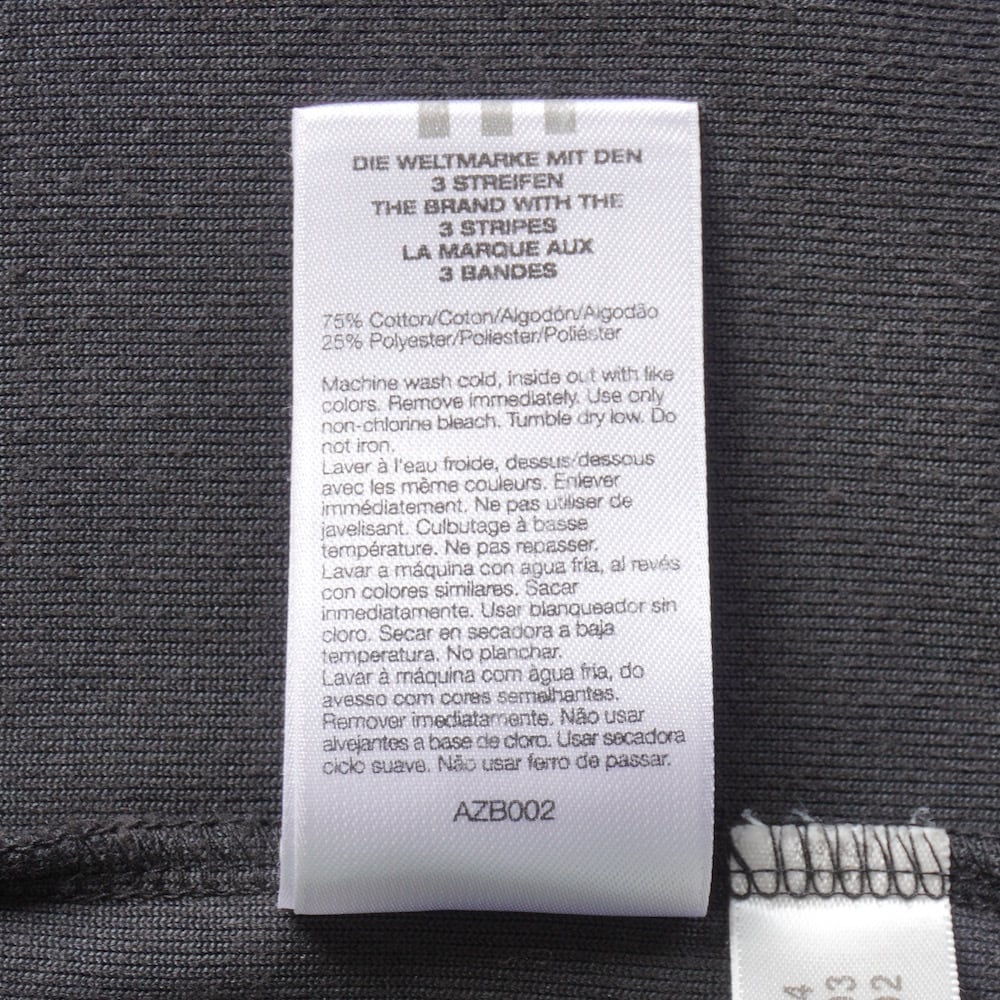 DIE WELTMARKE MIT DEN
3 STREIFEN
THE BRAND WITH THE
3 STRIPES
LA MARQUE AUX
3 BANDES
75% Cotton/Coton/Algodón/Algodão
25% Polyester/Poliester/Poliéster
Machine wash cold, inside out with like
colors. Remove immediately. Use only
non-chlorine bleach. Tumble dry low. Do
not iron.
Laver à l'eau froide, dessus/dessous
avec les même couleurs. Enlever
immédiatement. Ne pas utiliser de
javelisant. Culbutage à basse
température. Ne pas repasser.
Lavar a máquina con agua fría, al revés
con colores similares. Sacar
inmediatamente. Usar blanqueador sin
cloro. Secar en secadora a baja
temperatura. No planchar.
Lavar à máquina com àgua fria, do
avesso com cores semelhantes.
Remover imediatamente. Não usar
alvejantes a base de cloro. Usar secadora
ciclo suave. Não usar ferro de passar.
AZB002